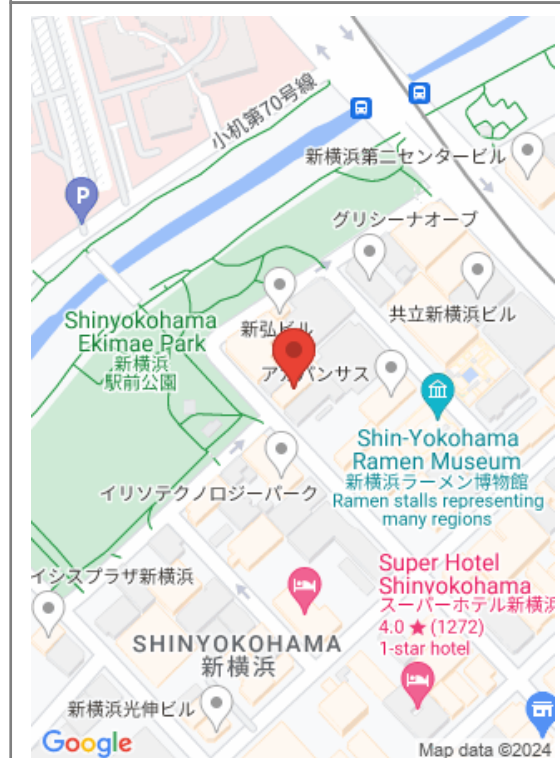 小机第70号線
新横浜第二センタービル
P
グリシーナオーブ
共立新横浜ビル
Shinyokohama
Ekimae Park
新横浜
駅前公園
新弘ビル
ア
バンサス
Shin-Yokohama
Ramen Museum
新横浜ラーメン博物館
Ramen stalls representing
many regions
イリソテクノロジーパーク
イシスプラザ新横浜
Super Hotel
Shinyokohama
スーパーホテル新横浜
4.0 ★ (1272)
1-star hotel
SHINYOKOHAMA
新横浜
新横浜光伸ビル
Google
Map data ©2024